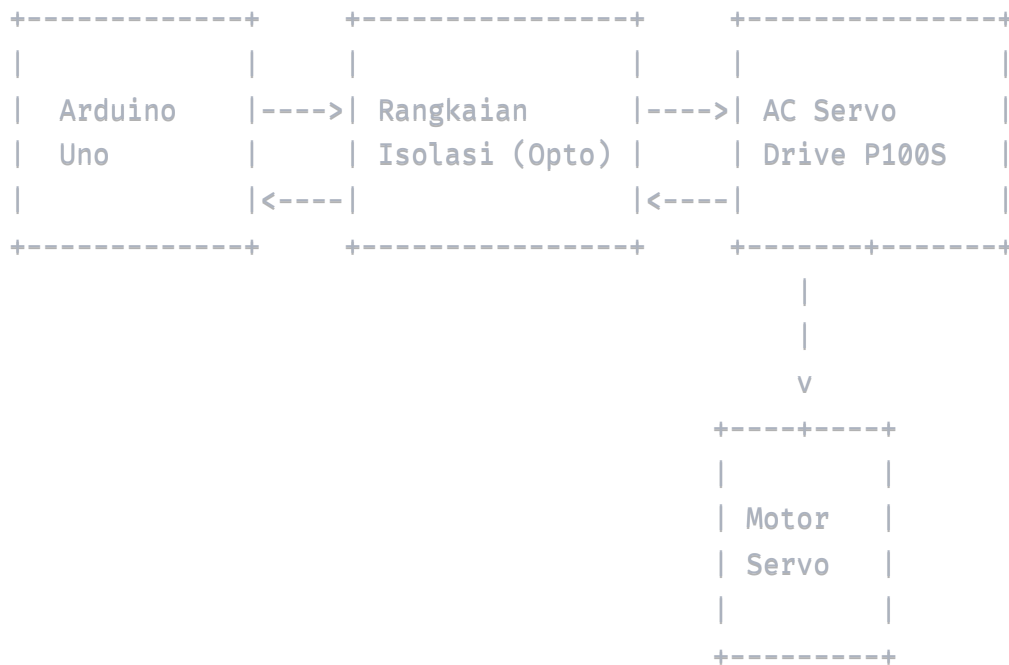 Arduino
Uno
Rangkaian
Isolasi (Opto)
AC Servo
Drive P100S
Motor
Servo